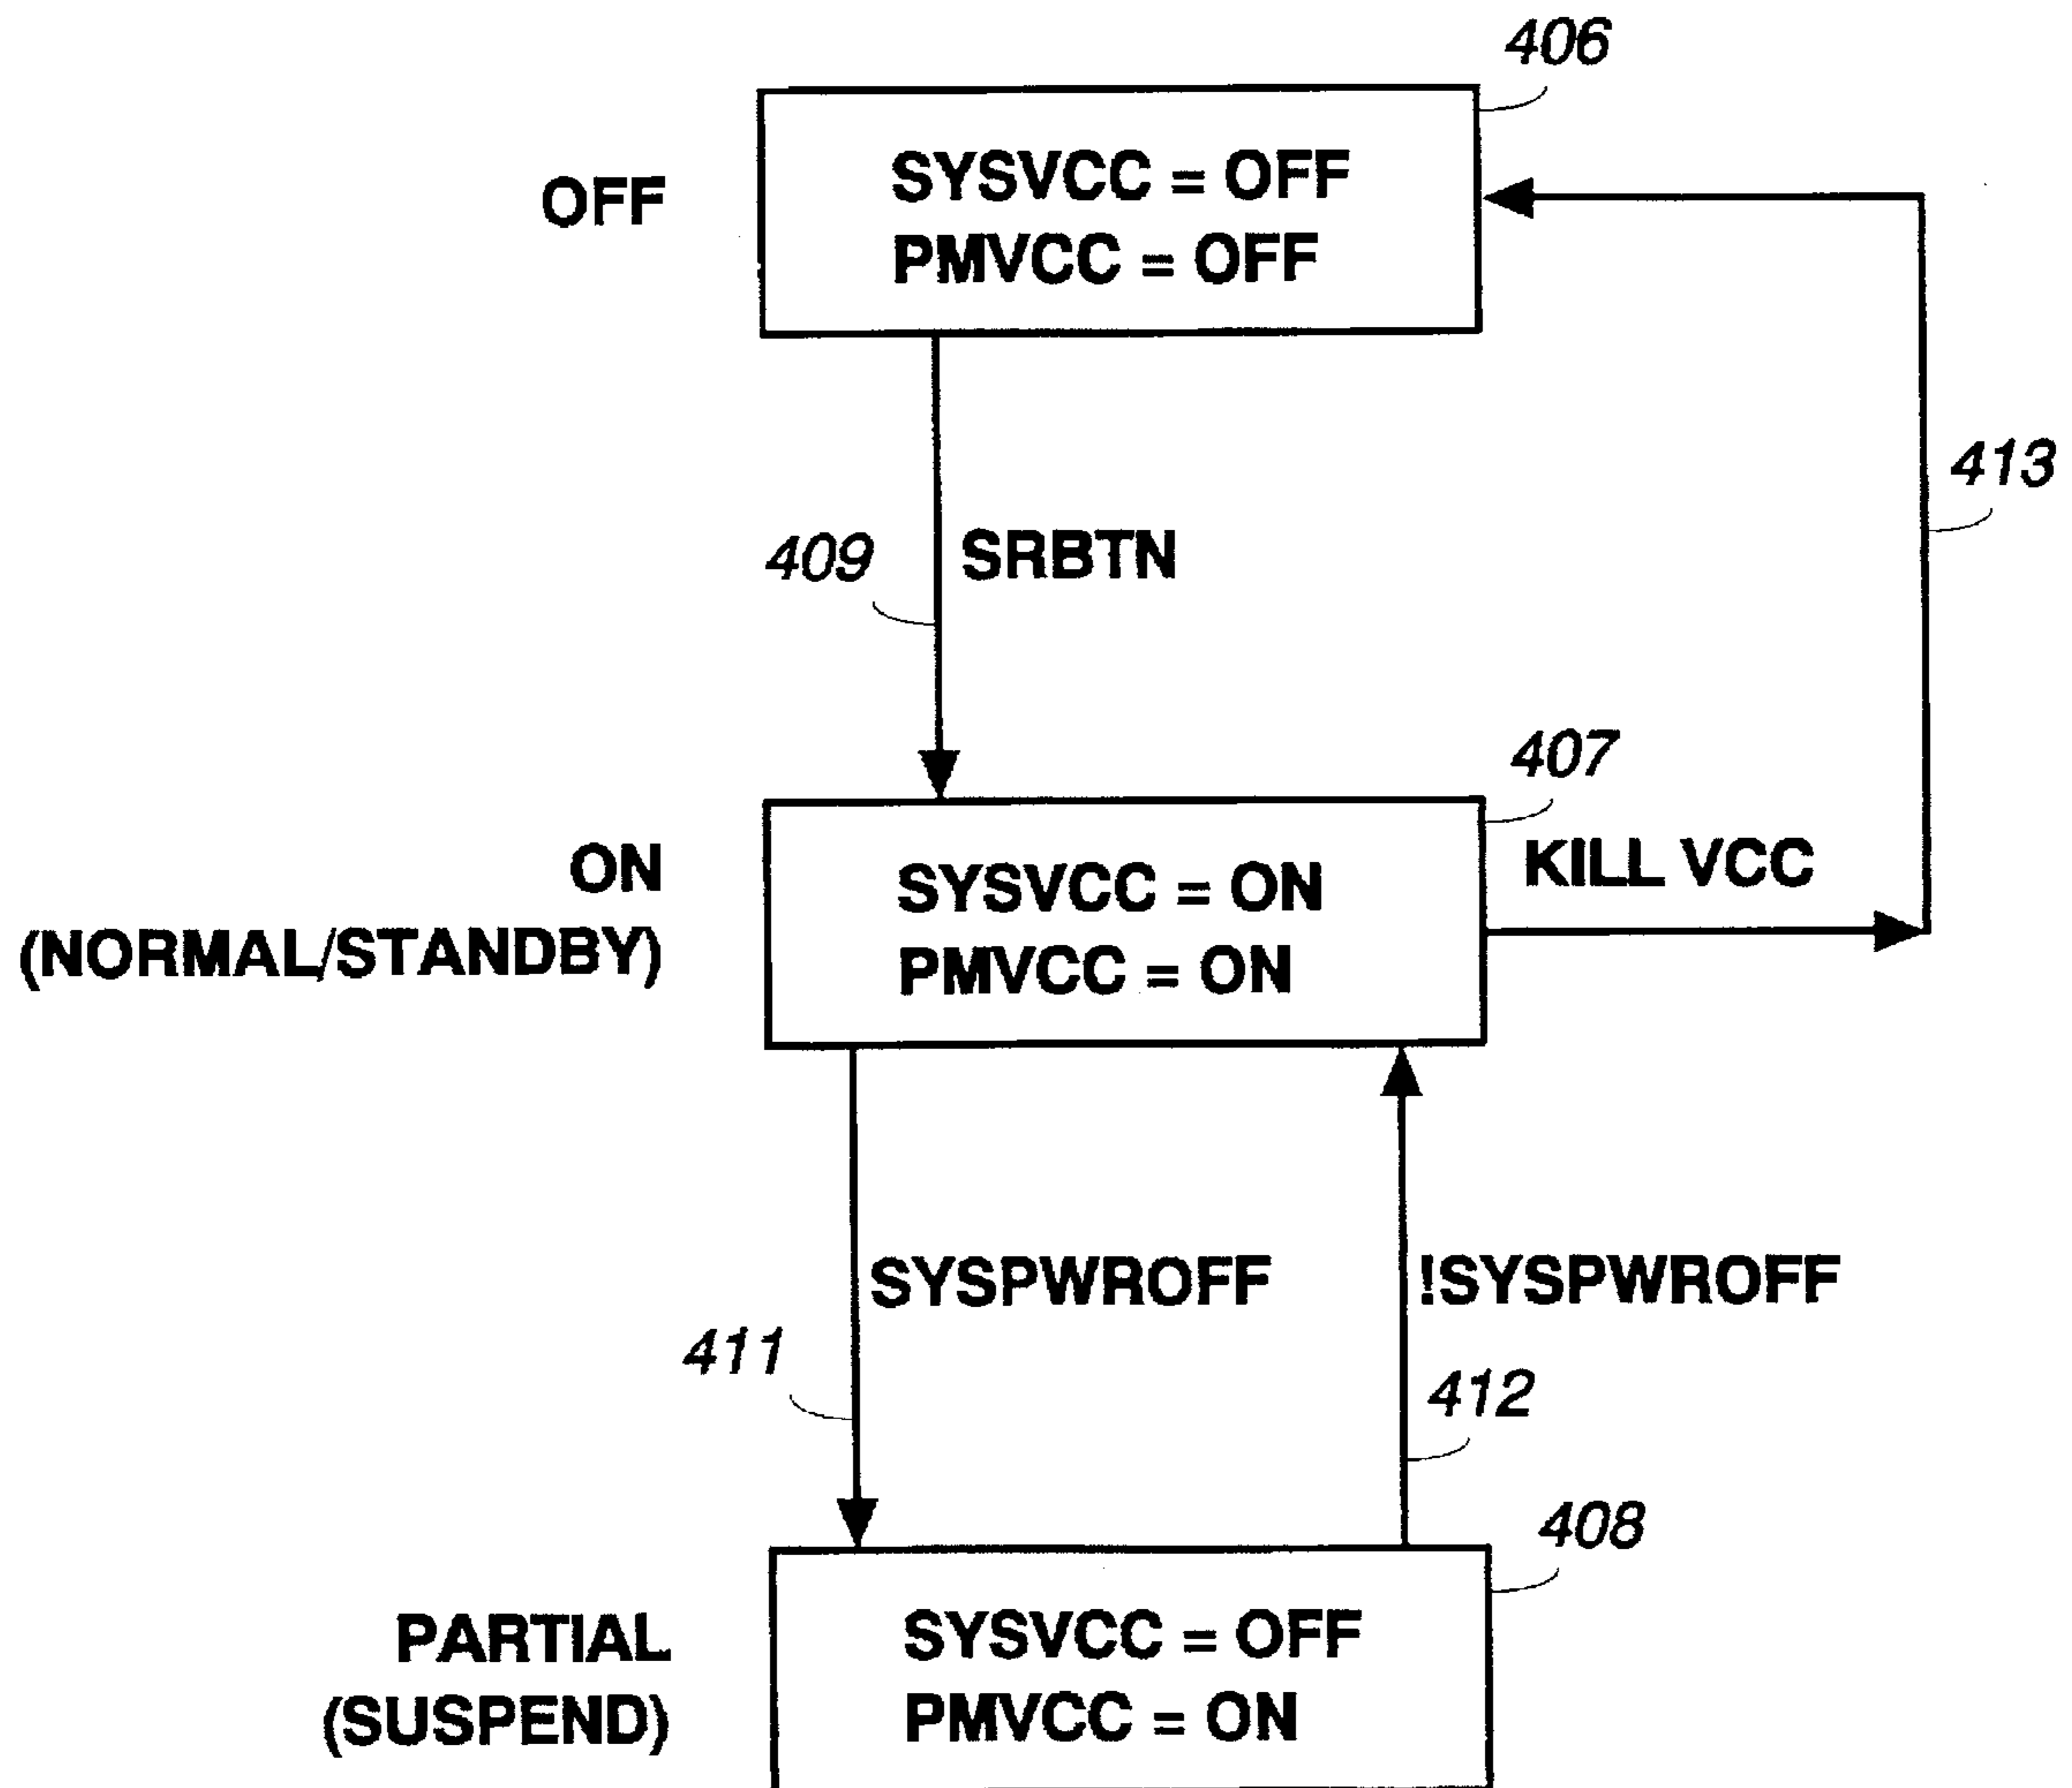 406
OFF
SYSVCC = OFF
PMVCC = OFF
413
409
SRBTN
407
ON
(NORMAL/STANDBY)
SYSVCC = ON
PMVCC = ON
KILL VCC
SYSPWROFF
!SYSPWROFF
411
412
408
PARTIAL
(SUSPEND)
SYSVCC = OFF
PMVCC = ON